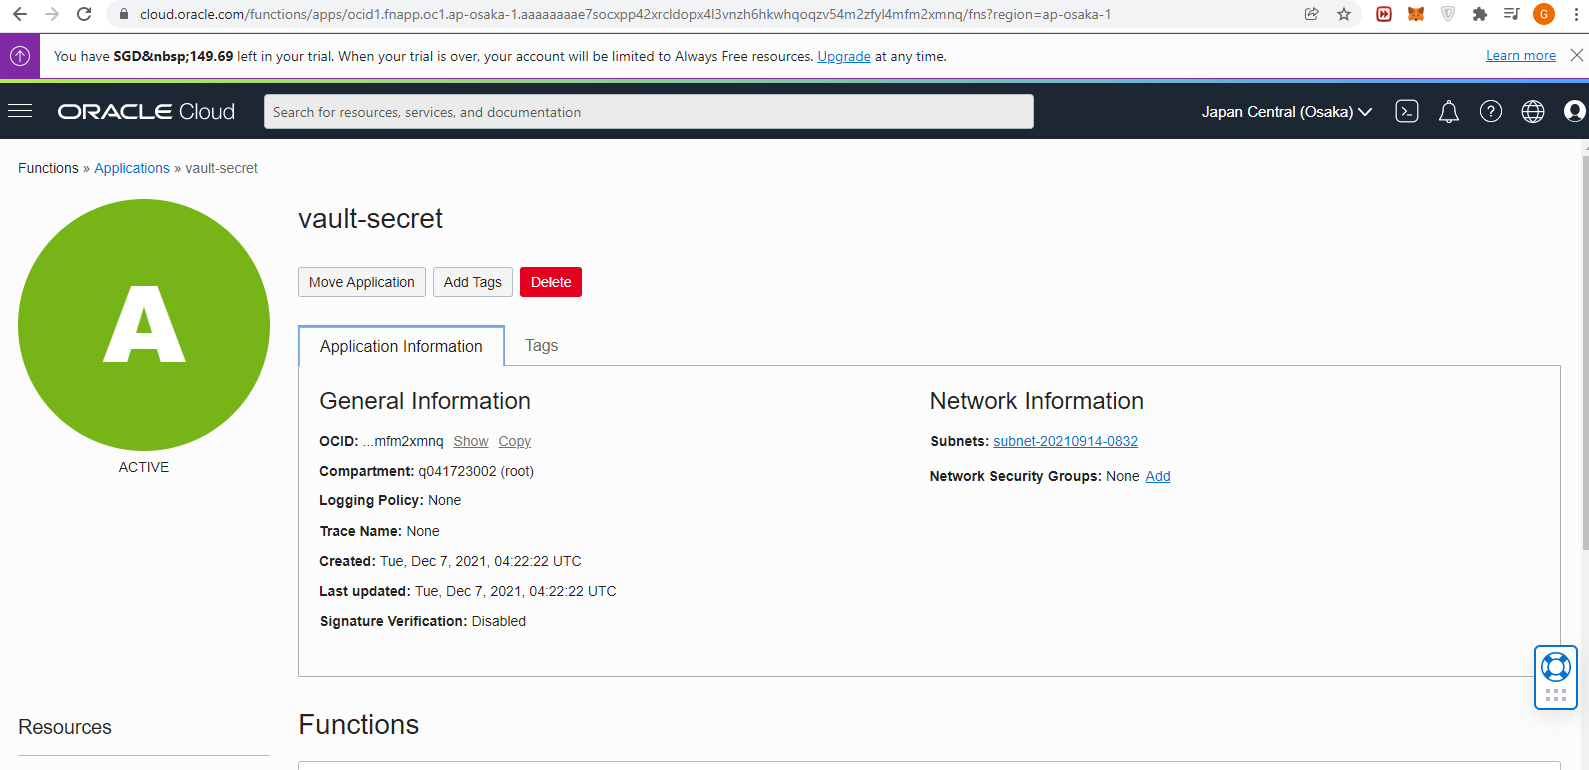 cloud.oracle.com/functions/apps/ocid1.fnapp.oc1.ap-osaka-1.aaaaaaaae7socxpp42xrcldopx4l3vnzh6hkwhqoqzv54m2zfyl4mfm2xmnq/fns?region=ap-osaka-1
G
You have SGD&nbsp;149.69 left in your trial. When your trial is over, your account will be limited to Always Free resources. Upgrade at any time.
Learn more
ORACLE Cloud
Search for resources, services, and documentation
Japan Central (Osaka)
Functions » Applications » vault-secret
A
ACTIVE
vault-secret
Move Application
Add Tags
Delete
Application Information
Tags
General Information
OCID: ...mfm2xmnq Show Copy
Compartment: q041723002 (root)
Logging Policy: None
Trace Name: None
Created: Tue, Dec 7, 2021, 04:22:22 UTC
Last updated: Tue, Dec 7, 2021, 04:22:22 UTC
Signature Verification: Disabled
Network Information
Subnets: subnet-20210914-0832
Network Security Groups: None Add
Resources
Functions